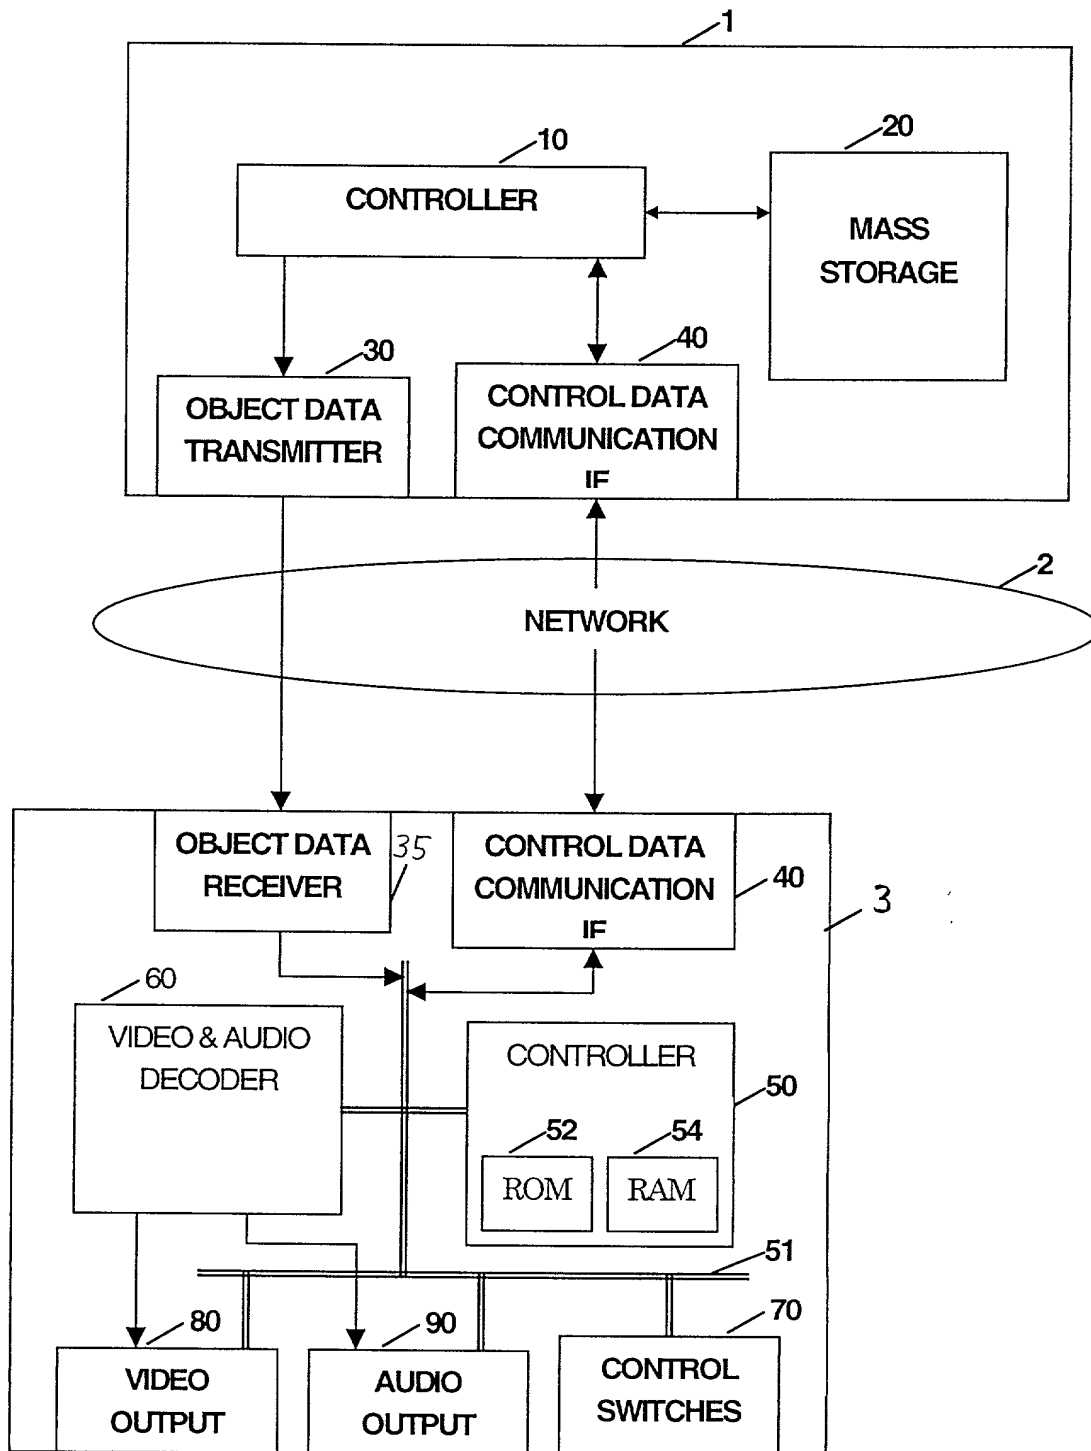 1
10
20
CONTROLLER
MASS
STORAGE
30
40
OBJECT DATA
TRANSMITTER
CONTROL DATA
COMMUNICATION
IF
2
NETWORK
OBJECT DATA
RECEIVER
35
CONTROL DATA
COMMUNICATION
IF
40
3
60
VIDEO & AUDIO
DECODER
CONTROLLER
50
52
54
ROM
RAM
51
80
90
70
VIDEO
OUTPUT
AUDIO
OUTPUT
CONTROL
SWITCHES